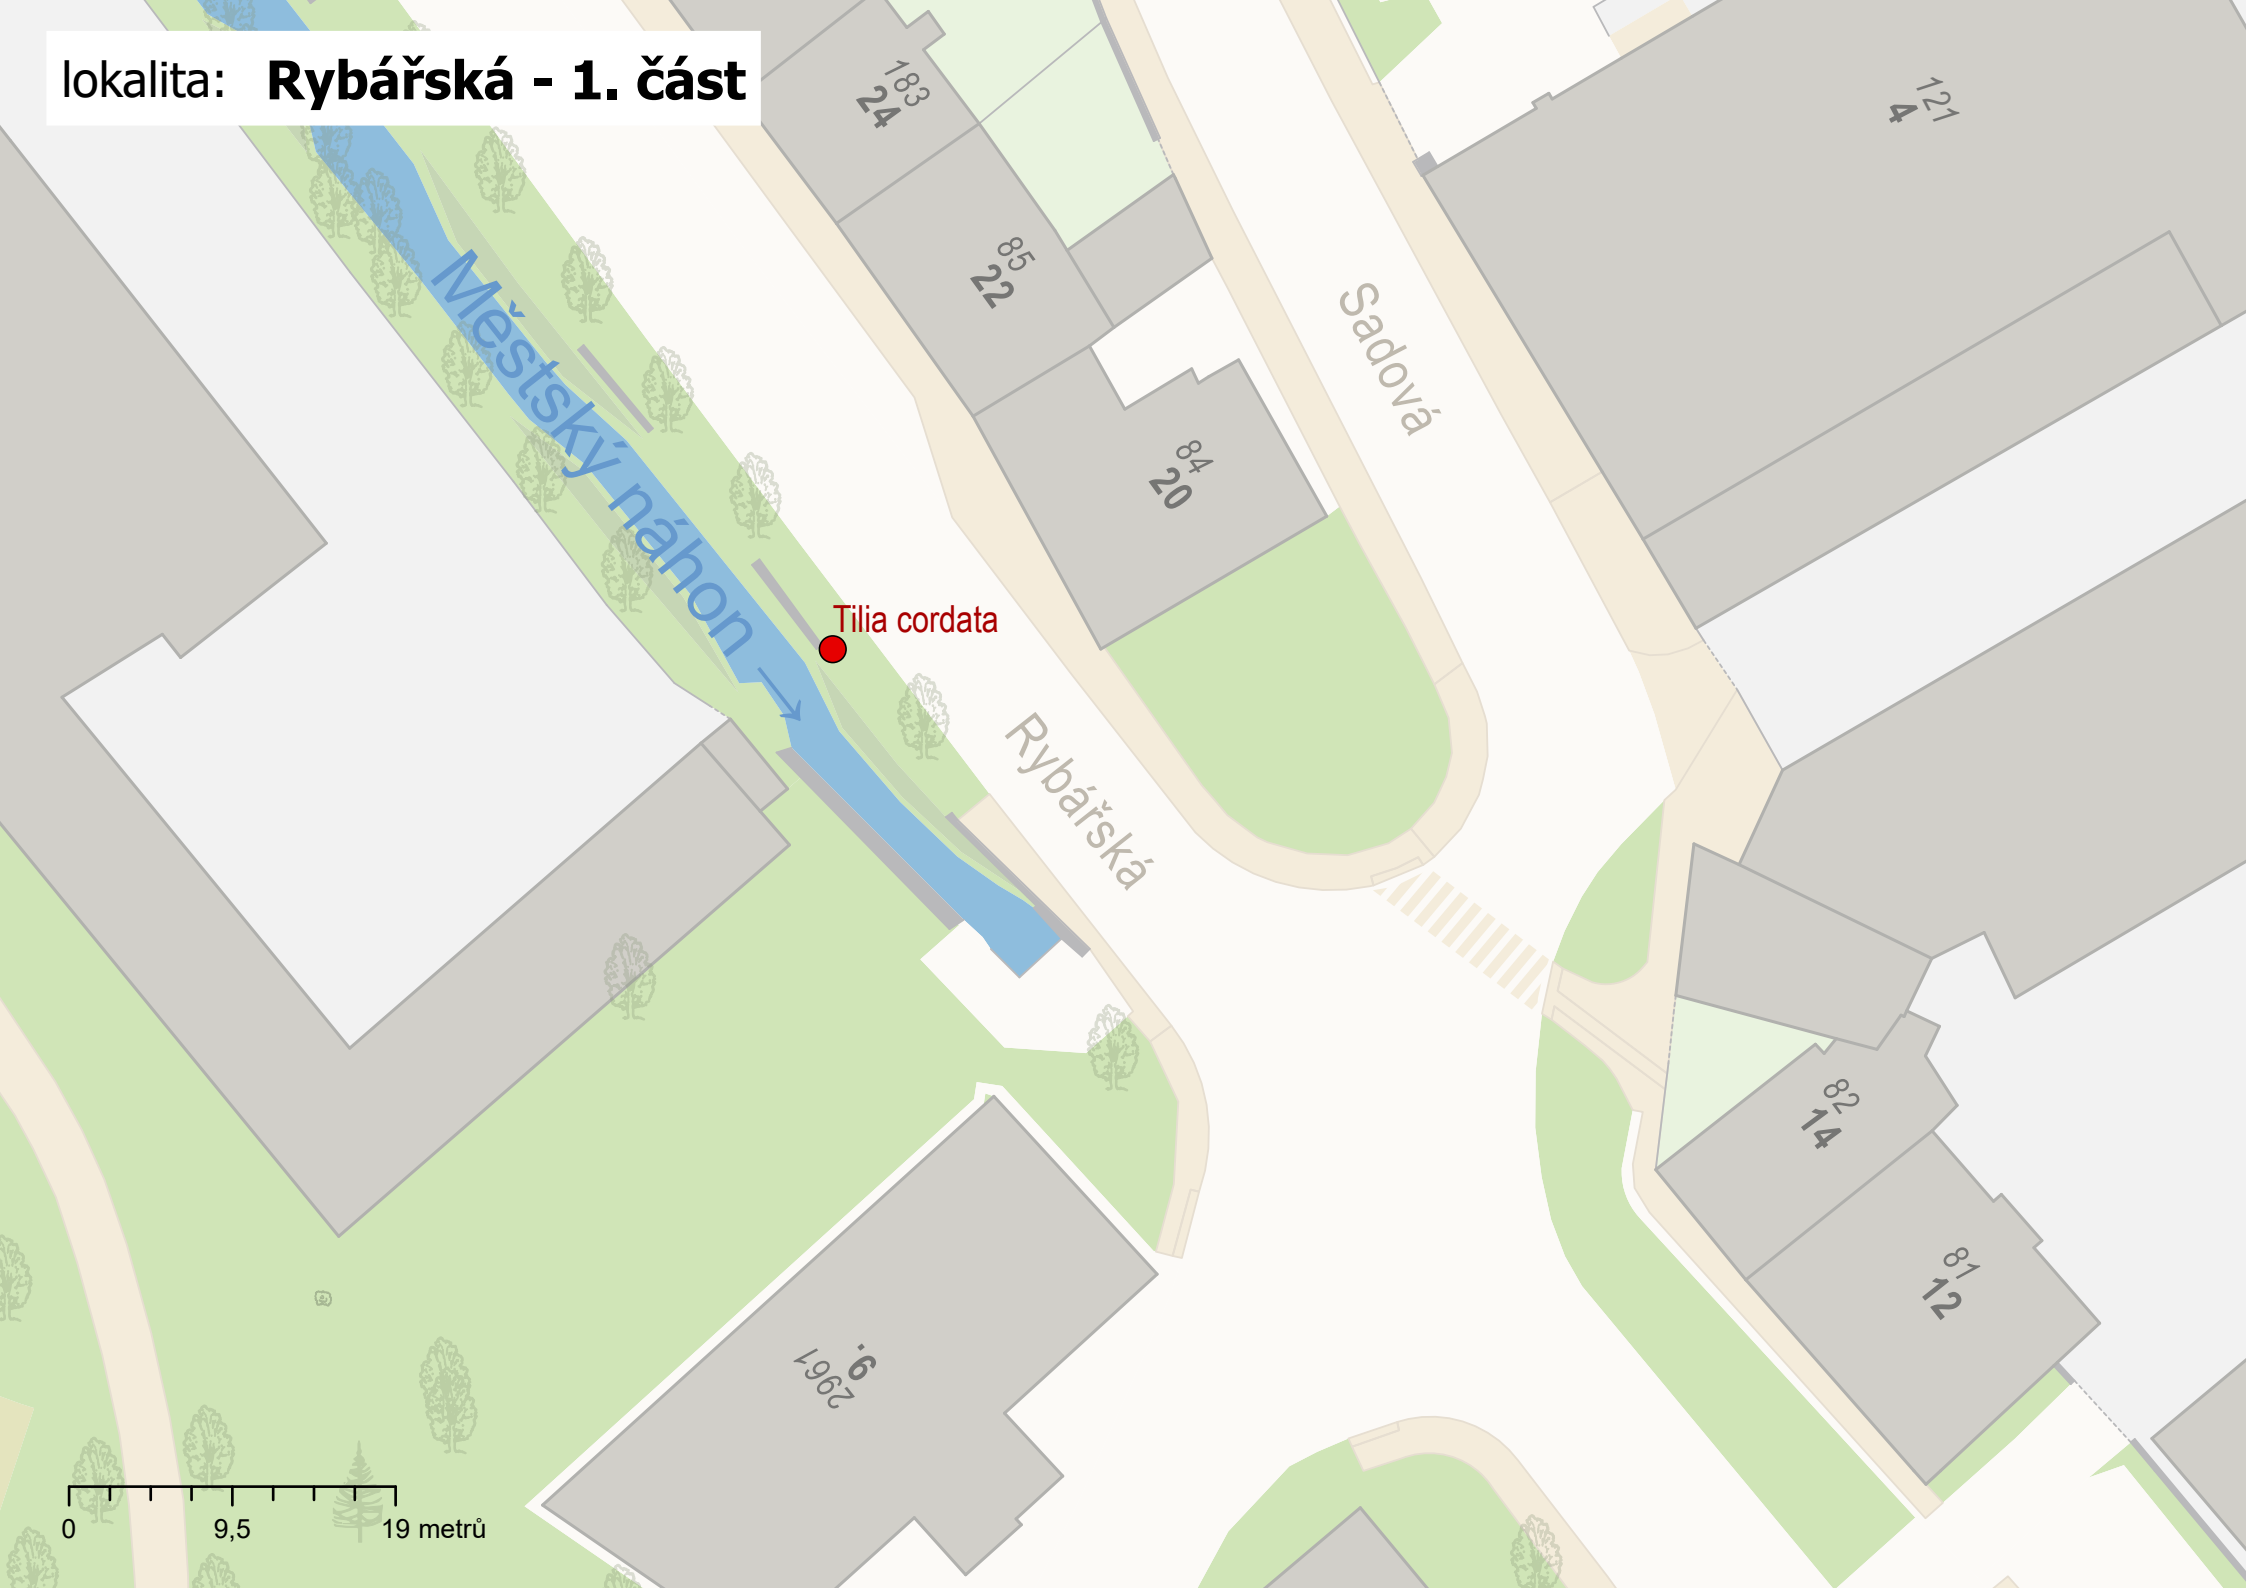 lokalita: Rybářská - 1. část
183
24
121
4
85
22
Městský náhon
Sadová
84
20
Tilia cordata
Rybářská
82
14
81
12
9.
2961
0
9,5
19 metrů